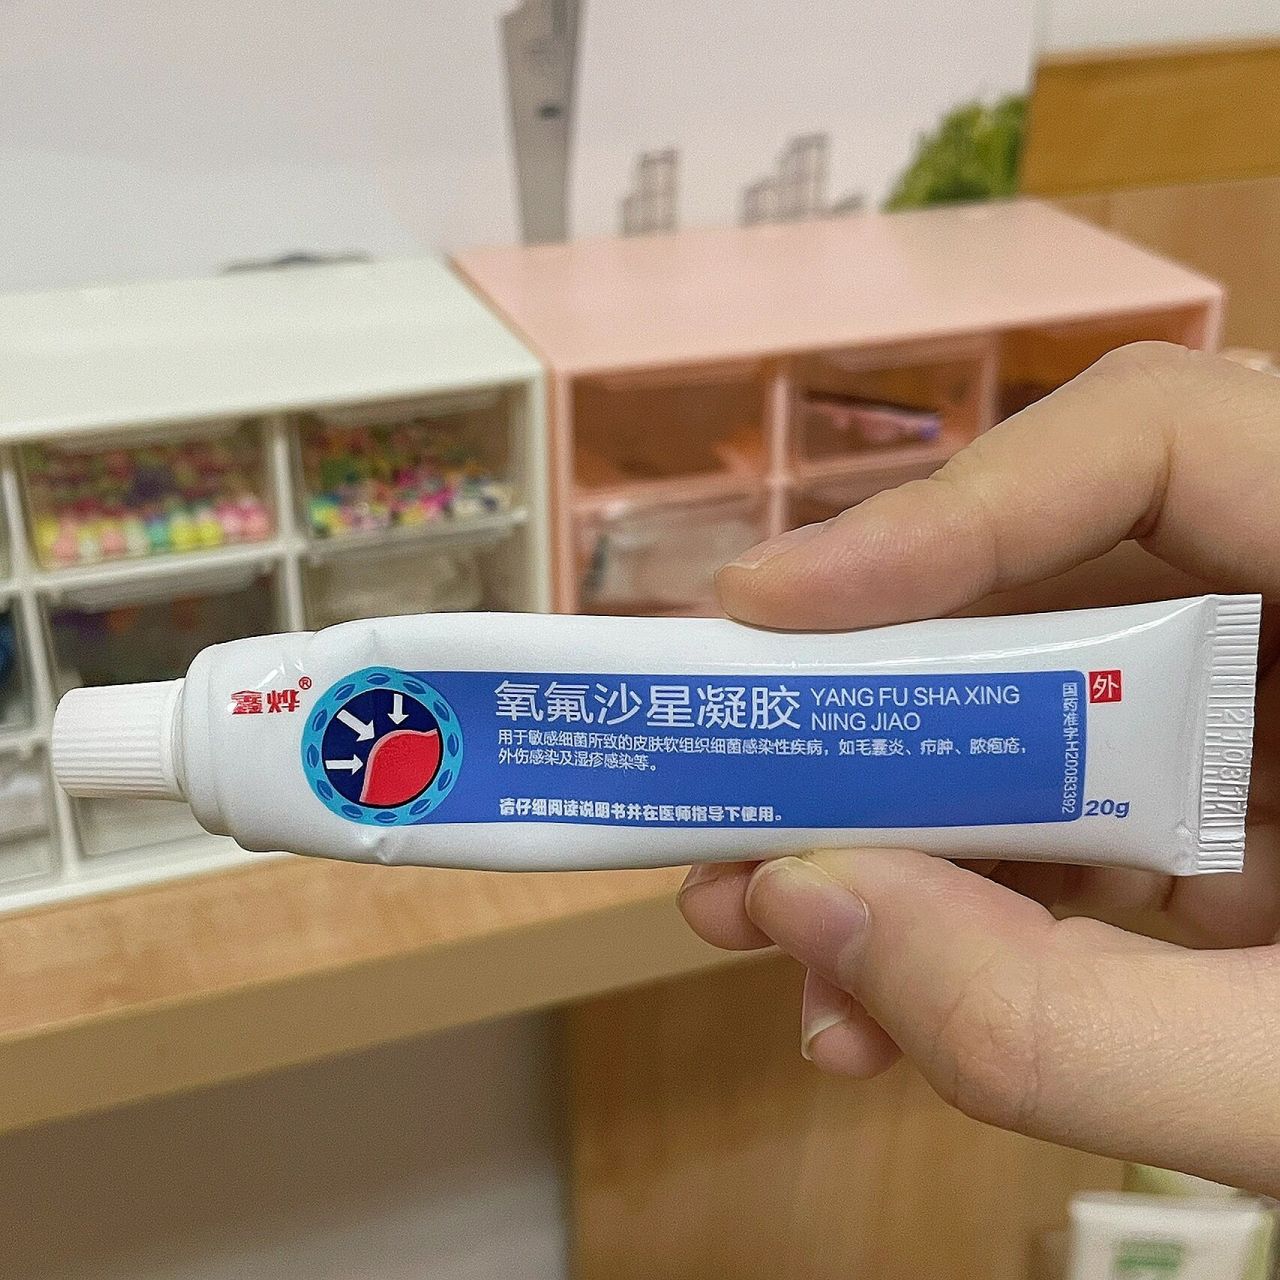 氧氟沙星凝胶
YANG FU SHA XING
NING JIAO
用于敏感细菌所致的皮肤软组织细菌感染性疾病，如毛囊炎、疖肿、脓疱疮，
外伤感染及湿疹感染等。
请仔细阅读说明书并在医师指导下使用。
国药准字H20083392
外
20g